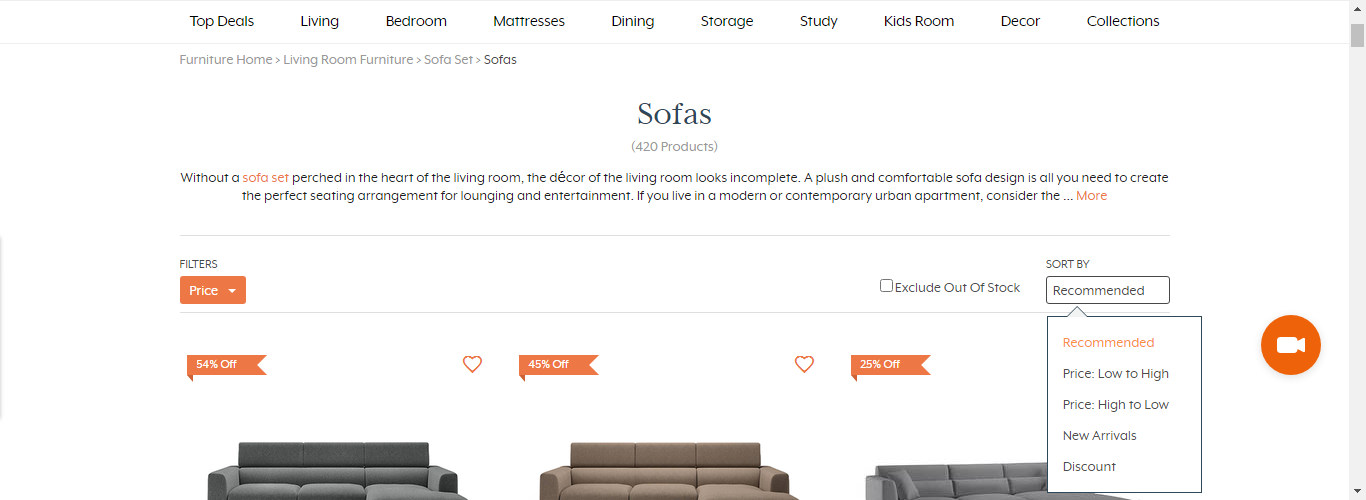 Top Deals Living Bedroom Mattresses Dining Storage Study Kids Room Decor Collections
Furniture Home > Living Room Furniture > Sofa Set > Sofas
Sofas
(420 Products)
Without a sofa set perched in the heart of the living room, the décor of the living room looks incomplete. A plush and comfortable sofa design is all you need to create
the perfect seating arrangement for lounging and entertainment. If you live in a modern or contemporary urban apartment, consider the ... More
FILTERS
Price
Exclude Out Of Stock
SORT BY
Recommended
Recommended
Price: Low to High
Price: High to Low
New Arrivals
Discount
54% Off
45% Off
25% Off